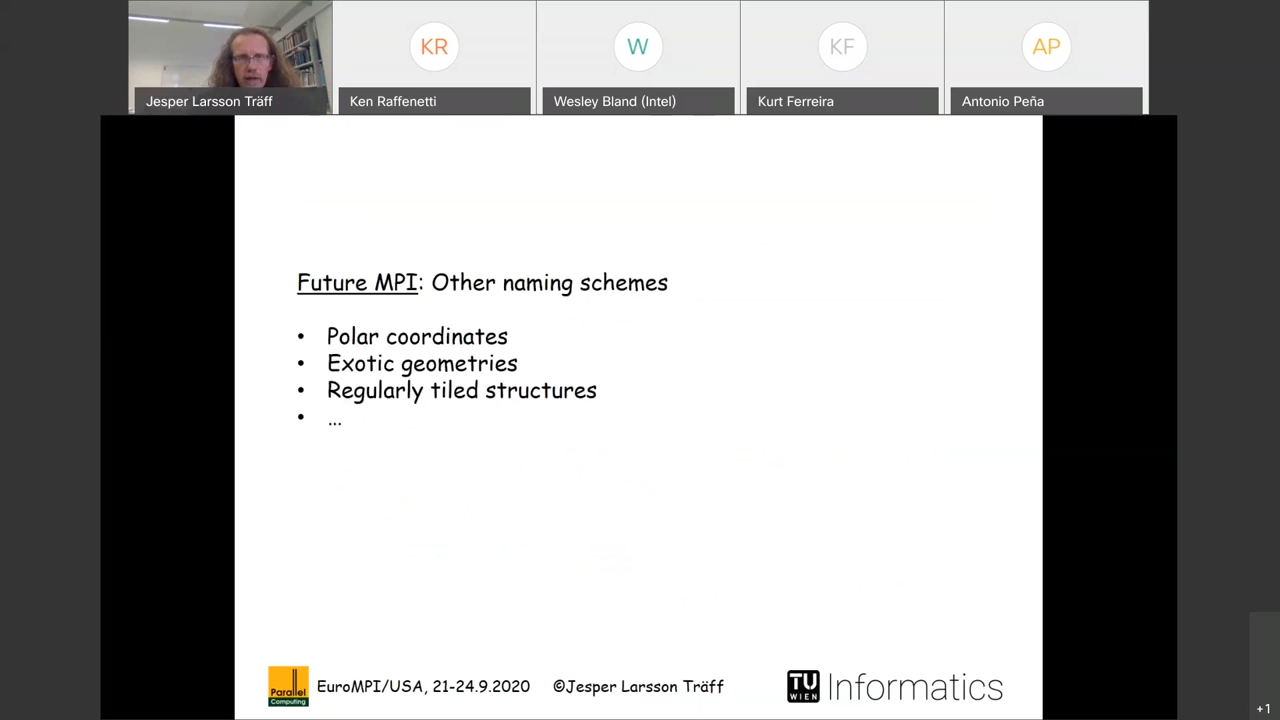 KR
W
KF
AP
Jesper Larsson Träff
Ken Raffenetti
Wesley Bland (Intel)
Kurt Ferreira
Antonio Peña
Future MPI: Other naming schemes
• Polar coordinates
• Exotic geometries
• Regularly tiled structures
• ...
Parallel
Computing
EuroMPI/USA, 21-24.9.2020 ©Jesper Larsson Träff
TU
WIEN
Informatics
+1